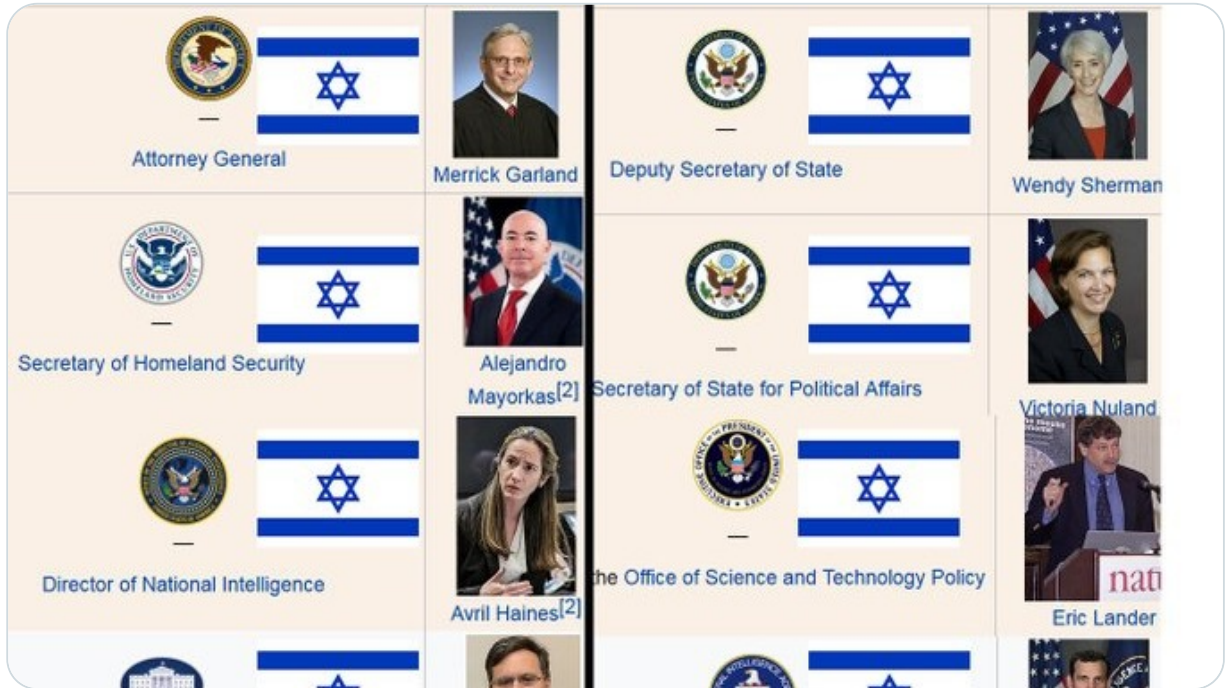 Attorney General
Merrick Garland
Secretary of Homeland Security
Alejandro
Mayorkas[2]
Director of National Intelligence
Avril Haines[2]
Deputy Secretary of State
Wendy Sherman
Secretary of State for Political Affairs
Victoria Nuland
the Office of Science and Technology Policy
natu
Eric Lander